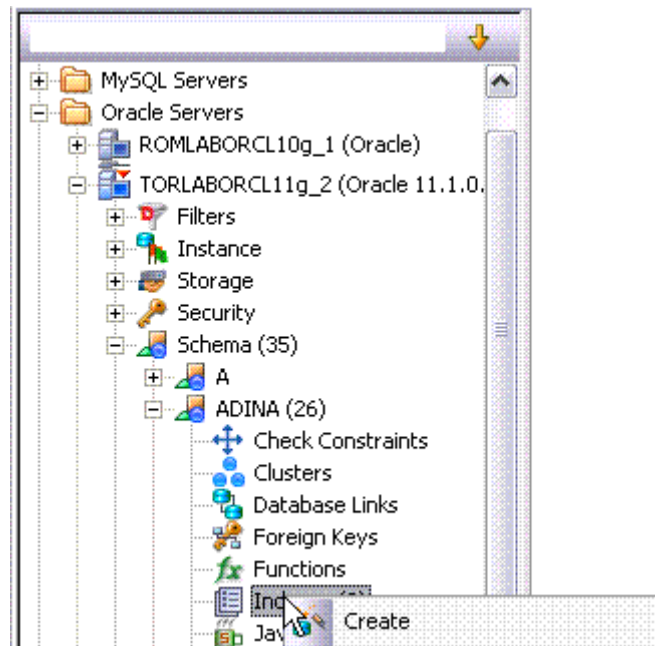 MySQL Servers
Oracle Servers
ROMLABORCL10g_1 (Oracle)
TORLABORCL11g_2 (Oracle 11.1.0.
Filters
Instance
Storage
Security
Schema (35)
A
ADINA (26)
Check Constraints
Clusters
Database Links
Foreign Keys
Functions
Create